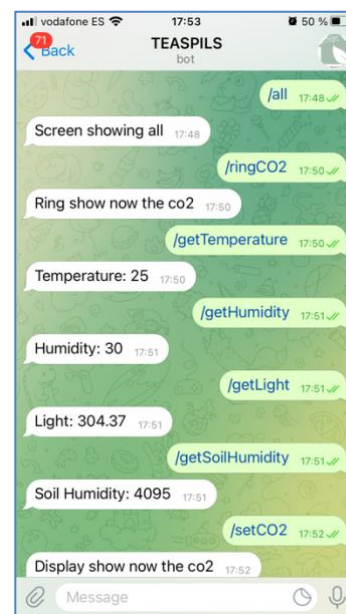 vodafone ES 17:53 50 %
71
Back TEASPILS
bot
/all 17:48
Screen showing all 17:48
/ringCO2 17:50
Ring show now the co2 17:50
/getTemperature 17:50
Temperature: 25 17:50
/getHumidity 17:51
Humidity: 30 17:51
/getLight 17:51
Light: 304.37 17:51
/getSoilHumidity 17:51
Soil Humidity: 4095 17:51
/setCO2 17:52
Display show now the co2 17:52
Message